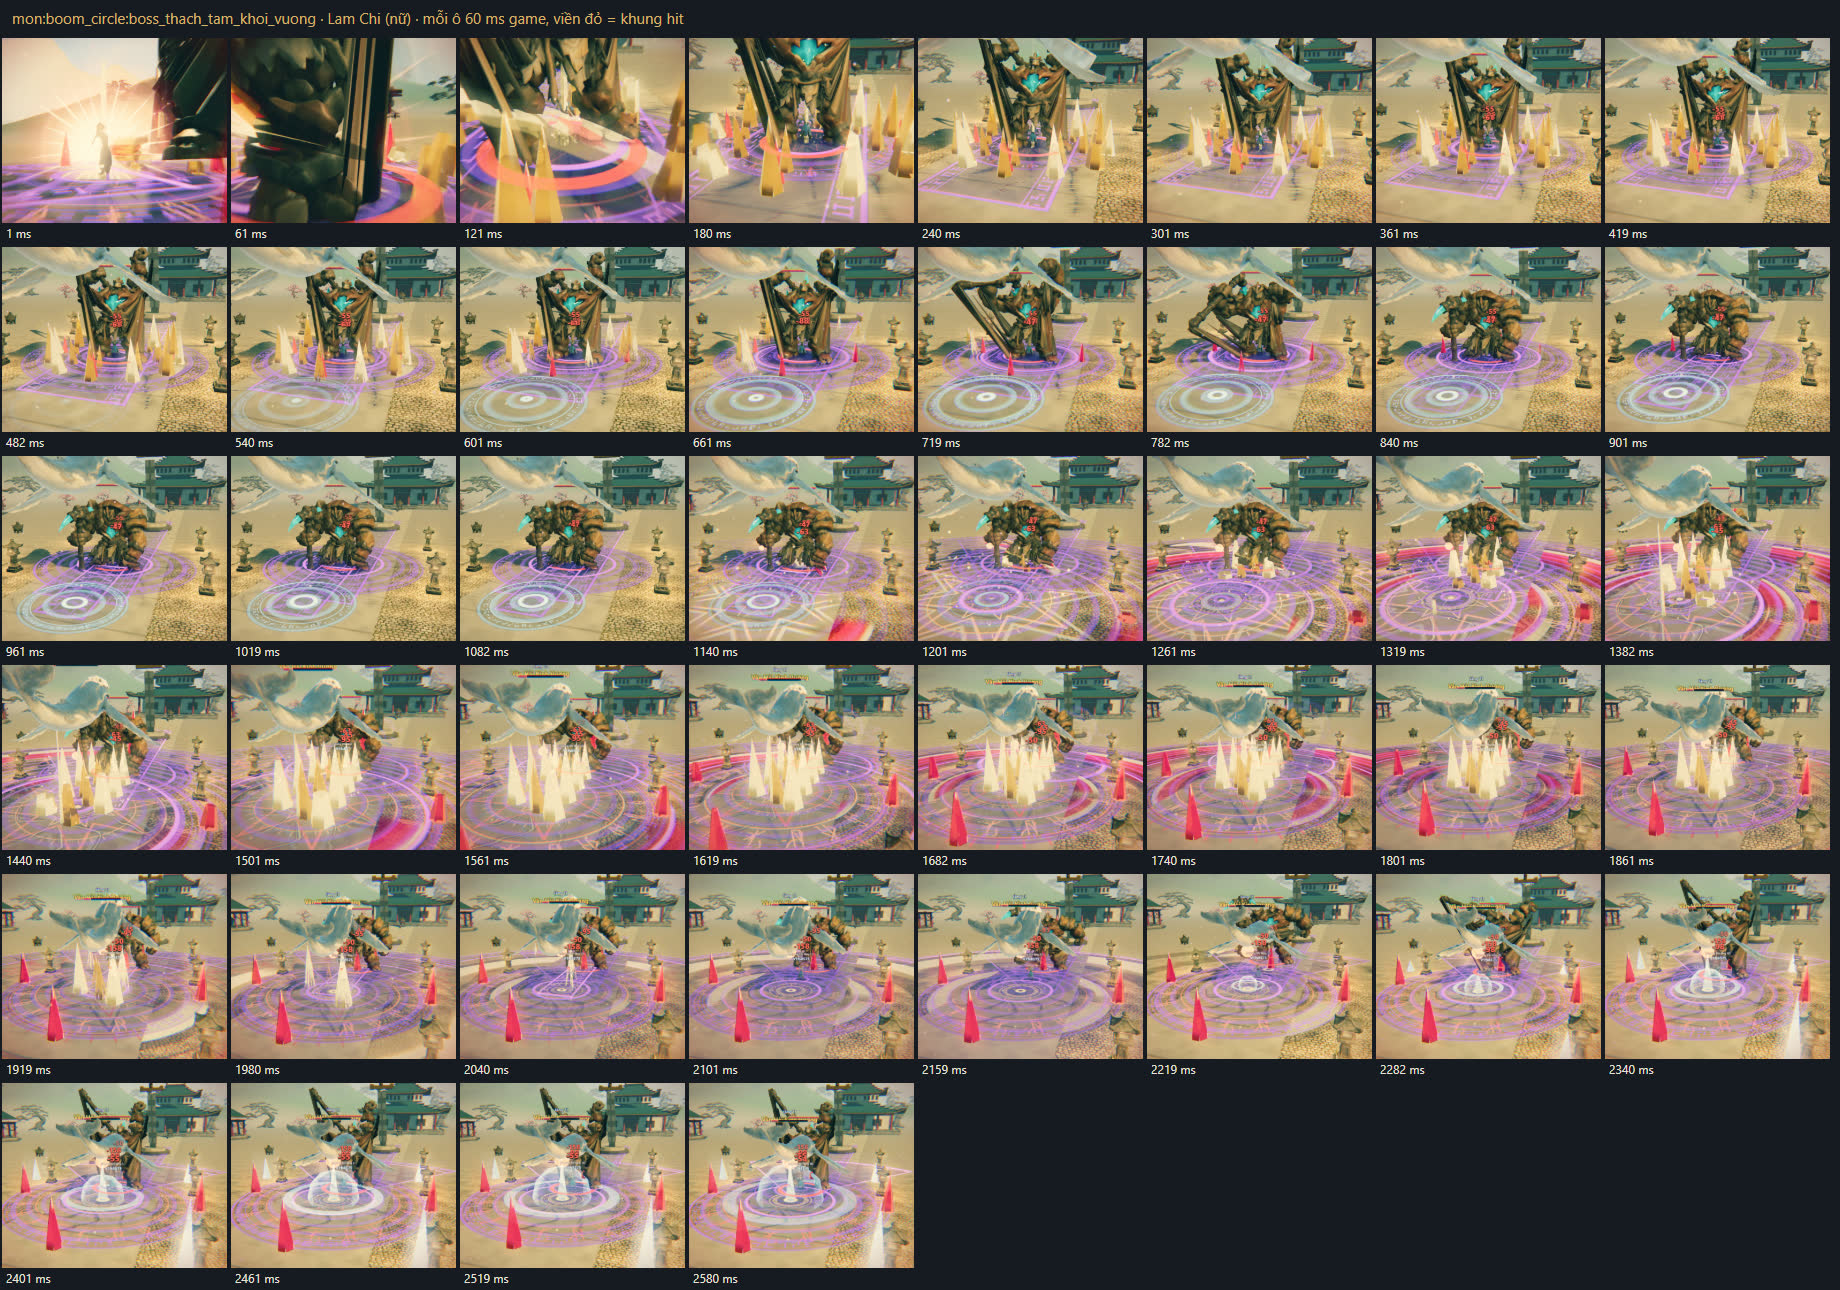 mon:boom_circle:boss_thach_tam_khoi_vuong · Lam Chi (nữ) · mỗi ô 60 ms game, viền đỏ = khung hit
1 ms
61 ms
121 ms
180 ms
240 ms
301 ms
361 ms
419 ms
482 ms
540 ms
601 ms
661 ms
719 ms
782 ms
840 ms
901 ms
961 ms
1019 ms
1082 ms
1140 ms
1201 ms
1261 ms
1319 ms
1382 ms
1440 ms
1501 ms
1561 ms
1619 ms
1682 ms
1740 ms
1801 ms
1861 ms
1919 ms
1980 ms
2040 ms
2101 ms
2159 ms
2219 ms
2282 ms
2340 ms
2401 ms
2461 ms
2519 ms
2580 ms